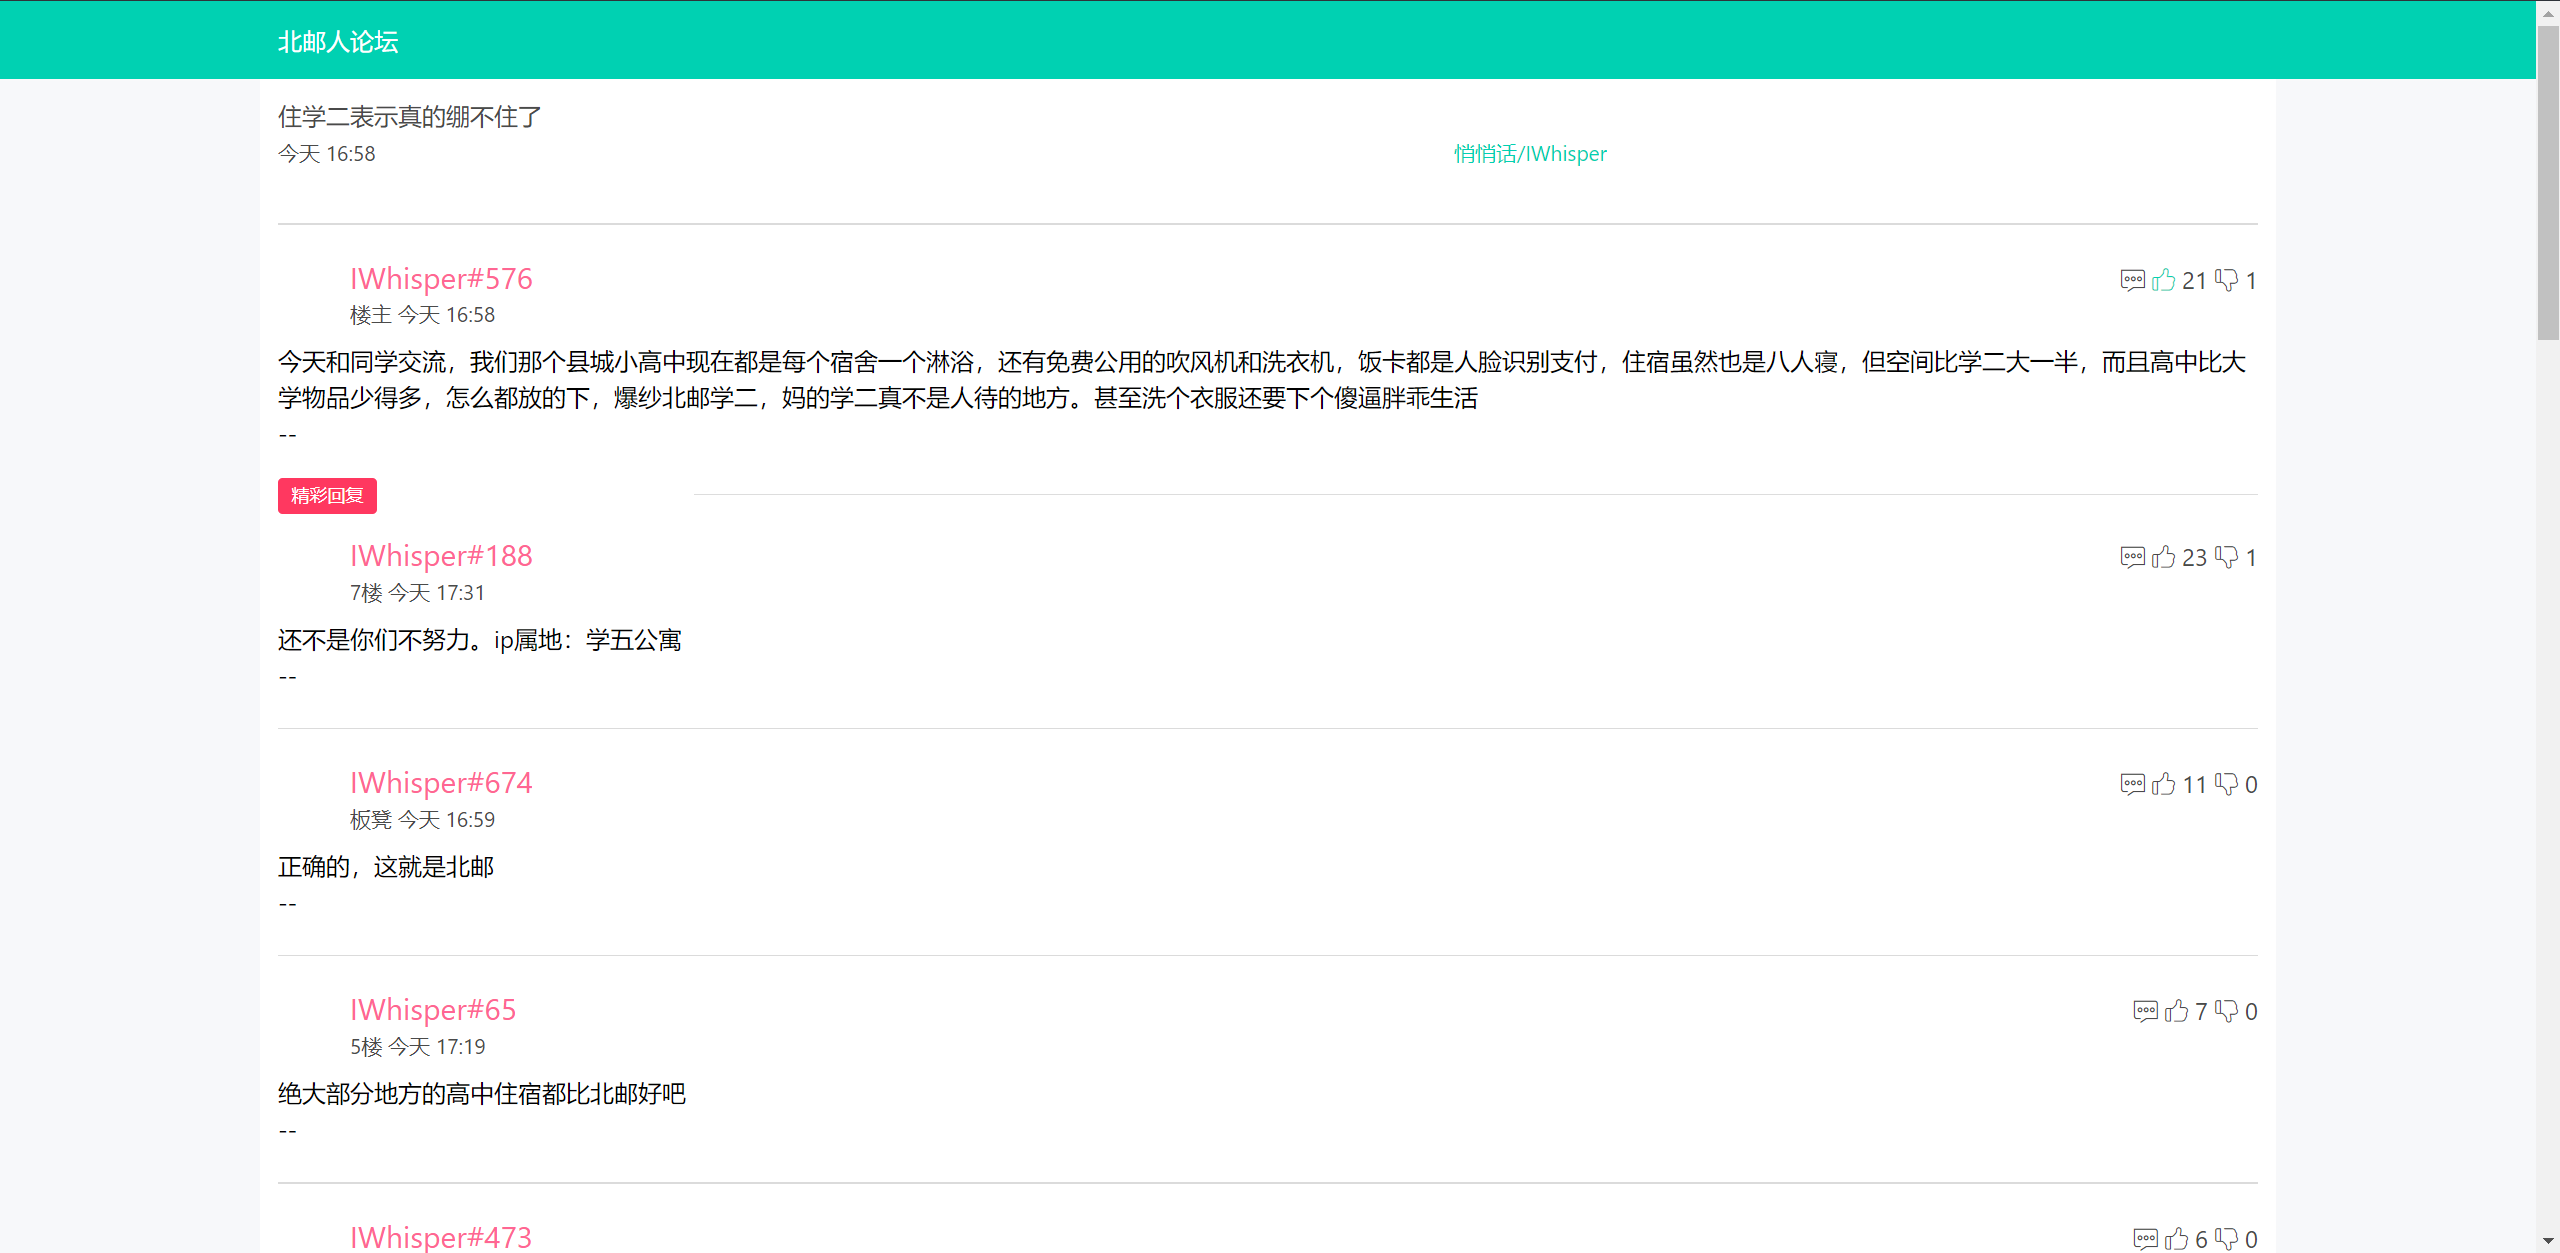 北邮人论坛
住学二表示真的绷不住了
今天 16:58
悄悄话/IWhisper
IWhisper#576
21 1
楼主 今天 16:58
今天和同学交流，我们那个县城小高中现在都是每个宿舍一个淋浴，还有免费公用的吹风机和洗衣机，饭卡都是人脸识别支付，住宿虽然也是八人寝，但空间比学二大一半，而且高中比大
学物品少得多，怎么都放的下，爆纱北邮学二，妈的学二真不是人待的地方。甚至洗个衣服还要下个傻逼胖乖生活
--
精彩回复
IWhisper#188
23 1
7楼 今天 17:31
还不是你们不努力。ip属地：学五公寓
--
IWhisper#674
11 0
板凳 今天 16:59
正确的，这就是北邮
--
IWhisper#65
7 0
5楼 今天 17:19
绝大部分地方的高中住宿都比北邮好吧
--
IWhisper#473
6 0